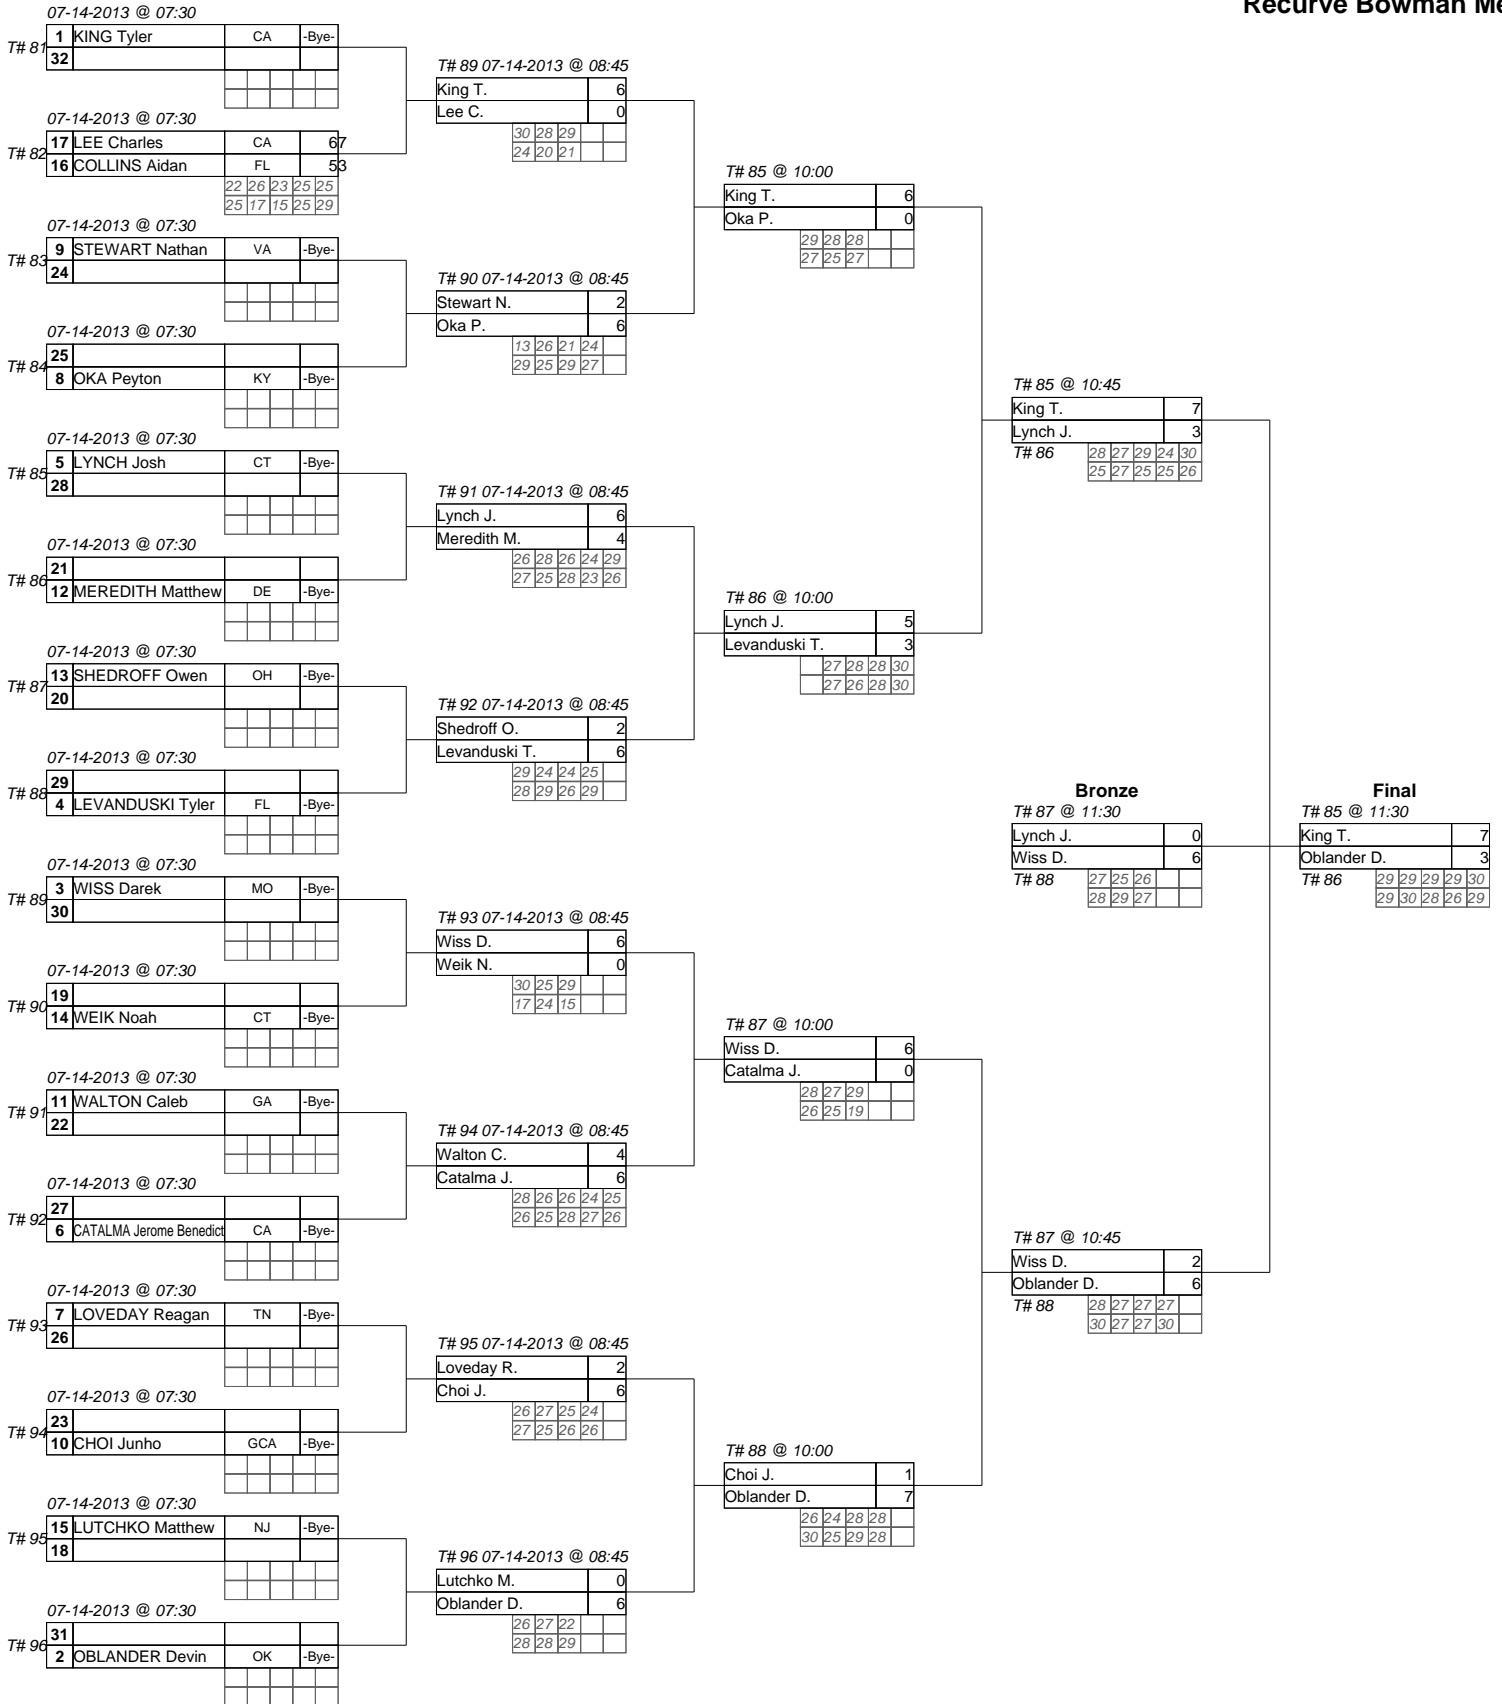 Recurve Bowman Me
07-14-2013 @ 07:30
T# 81
1 KING Tyler CA -Bye-
32
07-14-2013 @ 07:30
T# 82
17 LEE Charles CA 67
16 COLLINS Aidan FL 53
22 26 23 25 25
25 17 15 25 29
07-14-2013 @ 07:30
T# 83
9 STEWART Nathan VA -Bye-
24
07-14-2013 @ 07:30
T# 84
25
8 OKA Peyton KY -Bye-
07-14-2013 @ 07:30
T# 85
5 LYNCH Josh CT -Bye-
28
07-14-2013 @ 07:30
T# 86
21
12 MEREDITH Matthew DE -Bye-
07-14-2013 @ 07:30
T# 87
13 SHEDROFF Owen OH -Bye-
20
07-14-2013 @ 07:30
T# 88
29
4 LEVANDUSKI Tyler FL -Bye-
07-14-2013 @ 07:30
T# 89
3 WISS Darek MO -Bye-
30
07-14-2013 @ 07:30
T# 90
19
14 WEIK Noah CT -Bye-
07-14-2013 @ 07:30
T# 91
11 WALTON Caleb GA -Bye-
22
07-14-2013 @ 07:30
T# 92
27
6 CATALMA Jerome Benedict CA -Bye-
07-14-2013 @ 07:30
T# 93
7 LOVEDAY Reagan TN -Bye-
26
07-14-2013 @ 07:30
T# 94
23
10 CHOI Junho GCA -Bye-
07-14-2013 @ 07:30
T# 95
15 LUTCHKO Matthew NJ -Bye-
18
07-14-2013 @ 07:30
T# 96
31
2 OBLANDER Devin OK -Bye-
T# 89 07-14-2013 @ 08:45
King T. 6
Lee C. 0
30 28 29
24 20 21
T# 90 07-14-2013 @ 08:45
Stewart N. 2
Oka P. 6
13 26 21 24
29 25 29 27
T# 91 07-14-2013 @ 08:45
Lynch J. 6
Meredith M. 4
26 28 26 24 29
27 25 28 23 26
T# 92 07-14-2013 @ 08:45
Shedroff O. 2
Levanduski T. 6
29 24 24 25
28 29 26 29
T# 93 07-14-2013 @ 08:45
Wiss D. 6
Weik N. 0
30 25 29
17 24 15
T# 94 07-14-2013 @ 08:45
Walton C. 4
Catalma J. 6
28 26 26 24 25
26 25 28 27 26
T# 95 07-14-2013 @ 08:45
Loveday R. 2
Choi J. 6
26 27 25 24
27 25 26 26
T# 96 07-14-2013 @ 08:45
Lutchko M. 0
Oblander D. 6
26 27 22
28 28 29
T# 85 @ 10:00
King T. 6
Oka P. 0
29 28 28
27 25 27
T# 86 @ 10:00
Lynch J. 5
Levanduski T. 3
27 28 28 30
27 26 28 30
T# 87 @ 10:00
Wiss D. 6
Catalma J. 0
28 27 29
26 25 19
T# 88 @ 10:00
Choi J. 1
Oblander D. 7
26 24 28 28
30 25 29 28
T# 85 @ 10:45
King T. 7
Lynch J. 3
T# 86
28 27 29 24 30
25 27 25 25 26
T# 87 @ 10:45
Wiss D. 2
Oblander D. 6
T# 88
28 27 27 27
30 27 27 30
Bronze
T# 87 @ 11:30
Lynch J. 0
Wiss D. 6
T# 88
27 25 26
28 29 27
Final
T# 85 @ 11:30
King T. 7
Oblander D. 3
T# 86
29 29 29 29 30
29 30 28 26 29